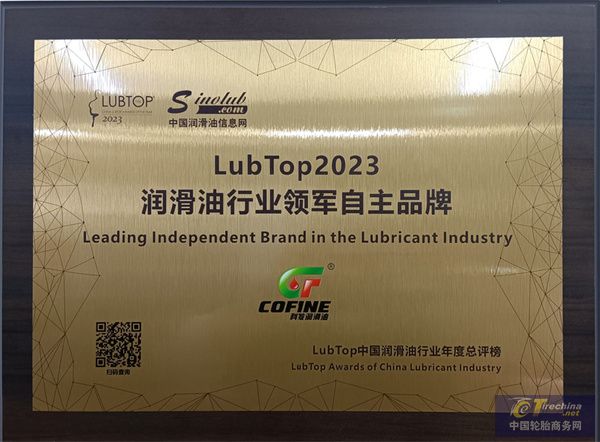 LUBTOP
2023
Sinolub
.com
中国润滑油信息网
LubTop2023
润滑油行业领军自主品牌
Leading Independent Brand in the Lubricant Industry
®
COFINE
科发润滑油
扫码查询
LubTop中国润滑油行业年度总评榜
LubTop Awards of China Lubricant Industry
Tirechina
.net
中国轮胎商务网